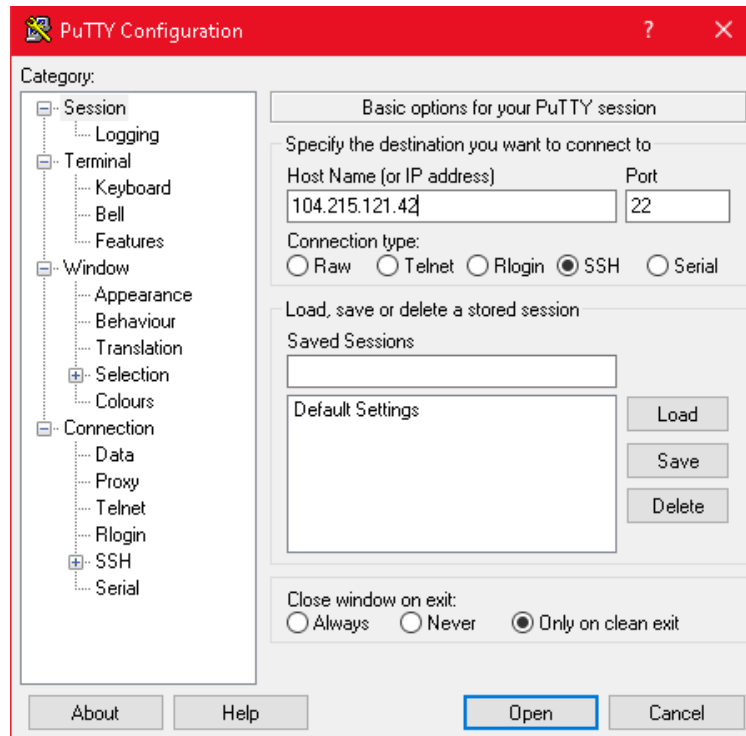 PuTTY Configuration
?
Category:
Session
Logging
Terminal
Keyboard
Bell
Features
Window
Appearance
Behaviour
Translation
Selection
Colours
Connection
Data
Proxy
Telnet
Rlogin
SSH
Serial
Basic options for your PuTTY session
Specify the destination you want to connect to
Host Name (or IP address) Port
104.215.121.42 22
Connection type:
Raw Telnet Rlogin SSH Serial
Load, save or delete a stored session
Saved Sessions
Default Settings
Load
Save
Delete
Close window on exit:
Always Never Only on clean exit
About Help Open Cancel